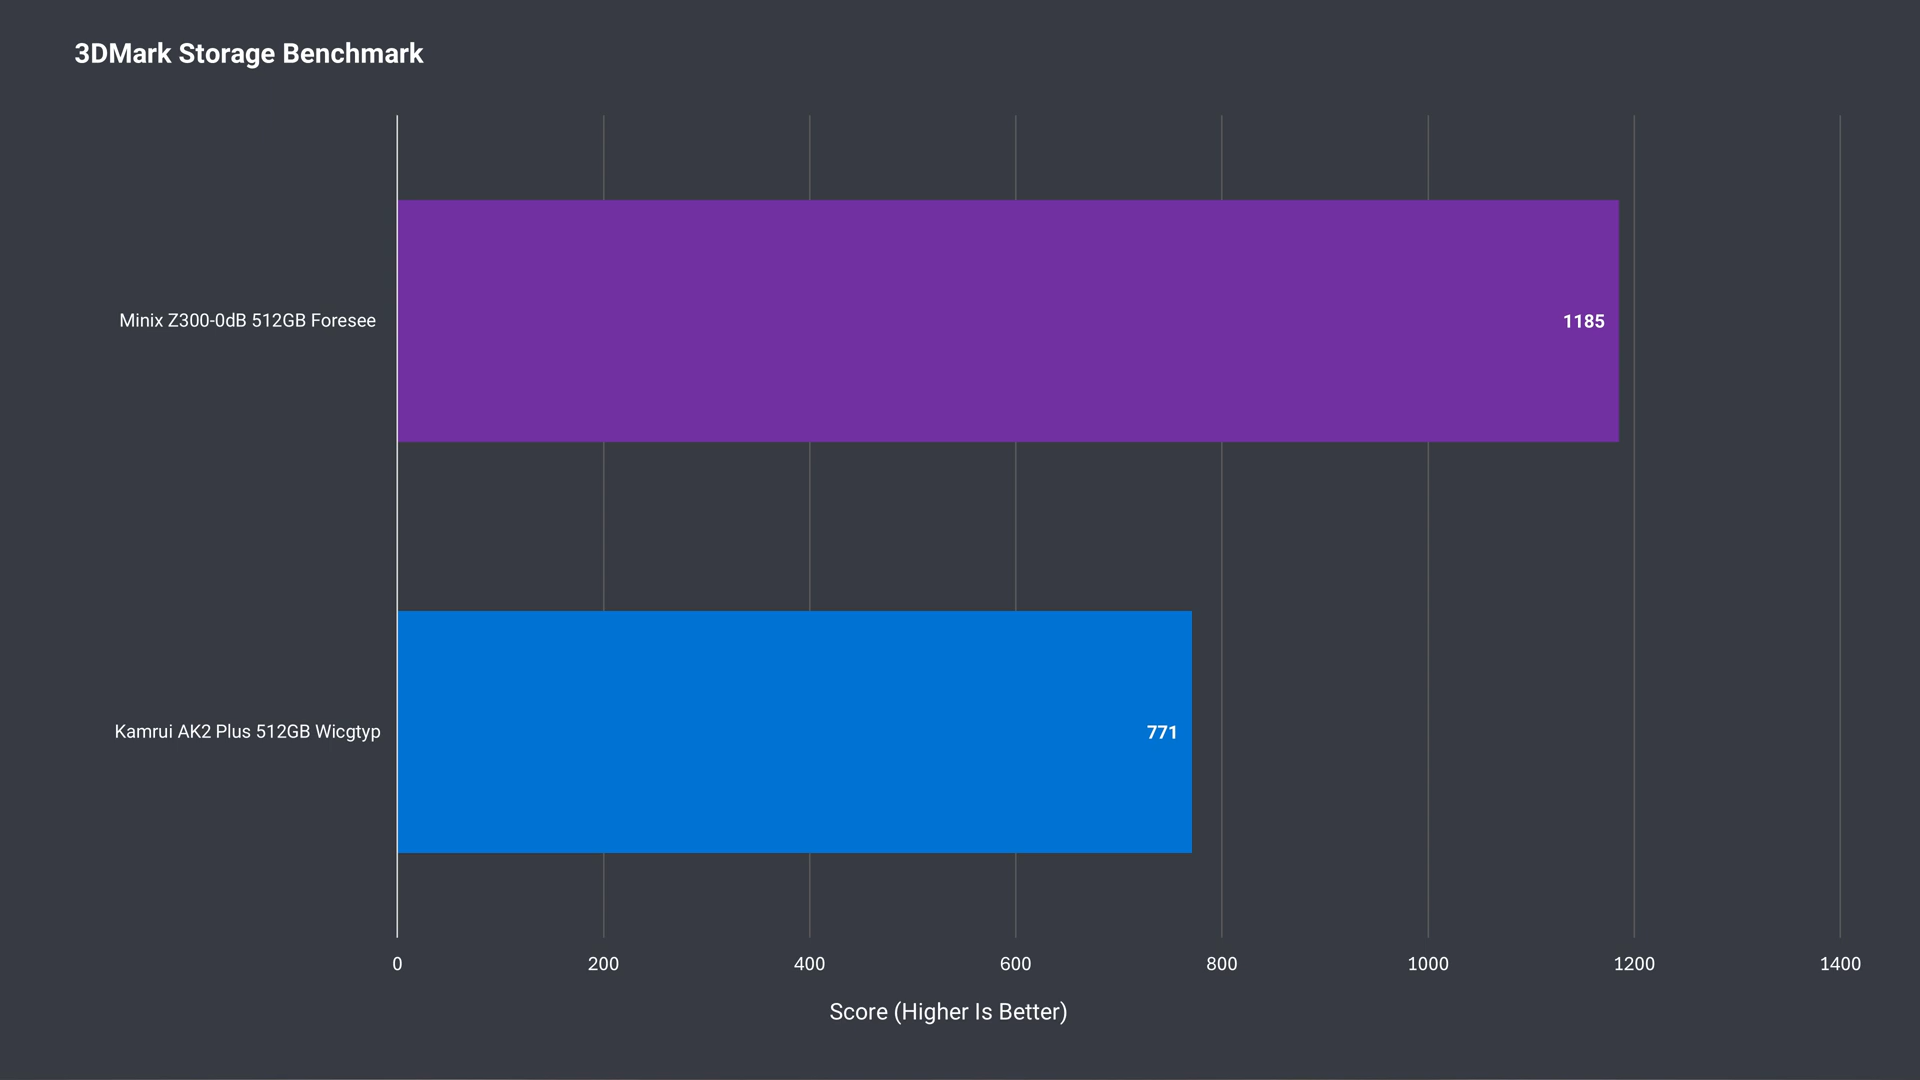 3DMark Storage Benchmark
Minix Z300-0dB 512GB Foresee
1185
Kamrui AK2 Plus 512GB Wicgtyp
771
0 200 400 600 800 1000 1200 1400
Score (Higher Is Better)